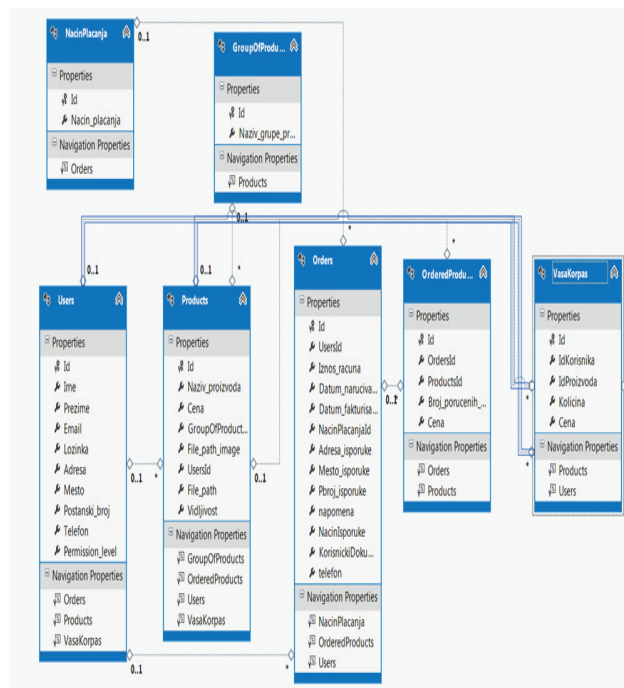 NacinPlacanja
Properties
Id
Nacin_placanja
Navigation Properties
Orders
0..1
GroupOfProdu...
Properties
Id
Naziv_grupe_pr...
Navigation Properties
Products
0..1
*
0..1
Users
Properties
Id
Ime
Prezime
Email
Lozinka
Adresa
Mesto
Postanski_broj
Telefon
Permission_level
Navigation Properties
Orders
Products
VasaKorpas
0..1
*
0..1
*
0..1
Products
Properties
Id
Naziv_proizvoda
Cena
GroupOfProduct...
File_path_image
UsersId
File_path
Vidljivost
Navigation Properties
GroupOfProducts
OrderedProducts
Users
VasaKorpas
0..1
*
Orders
Properties
Id
UsersId
Iznos_racuna
Datum_naruciva...
Datum_fakturisa...
NacinPlacanjaId
Adresa_isporuke
Mesto_isporuke
Pbroj_isporuke
napomena
NacinIsporuke
KorisnickiDoku...
telefon
Navigation Properties
NacinPlacanja
OrderedProducts
Users
*
*
OrderedProdu...
Properties
Id
OrdersId
ProductsId
Broj_porucenih_...
Cena
Navigation Properties
Orders
Products
VasaKorpas
Properties
Id
IdKorisnika
IdProizvoda
Kolicina
Cena
Navigation Properties
Products
Users
*
*